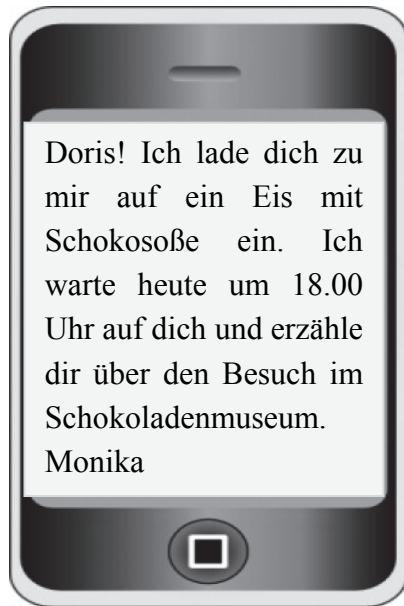 Doris! Ich lade dich zu
mir auf ein Eis mit
Schokosoße ein. Ich
warte heute um 18.00
Uhr auf dich und erzähle
dir über den Besuch im
Schokoladenmuseum.
Monika